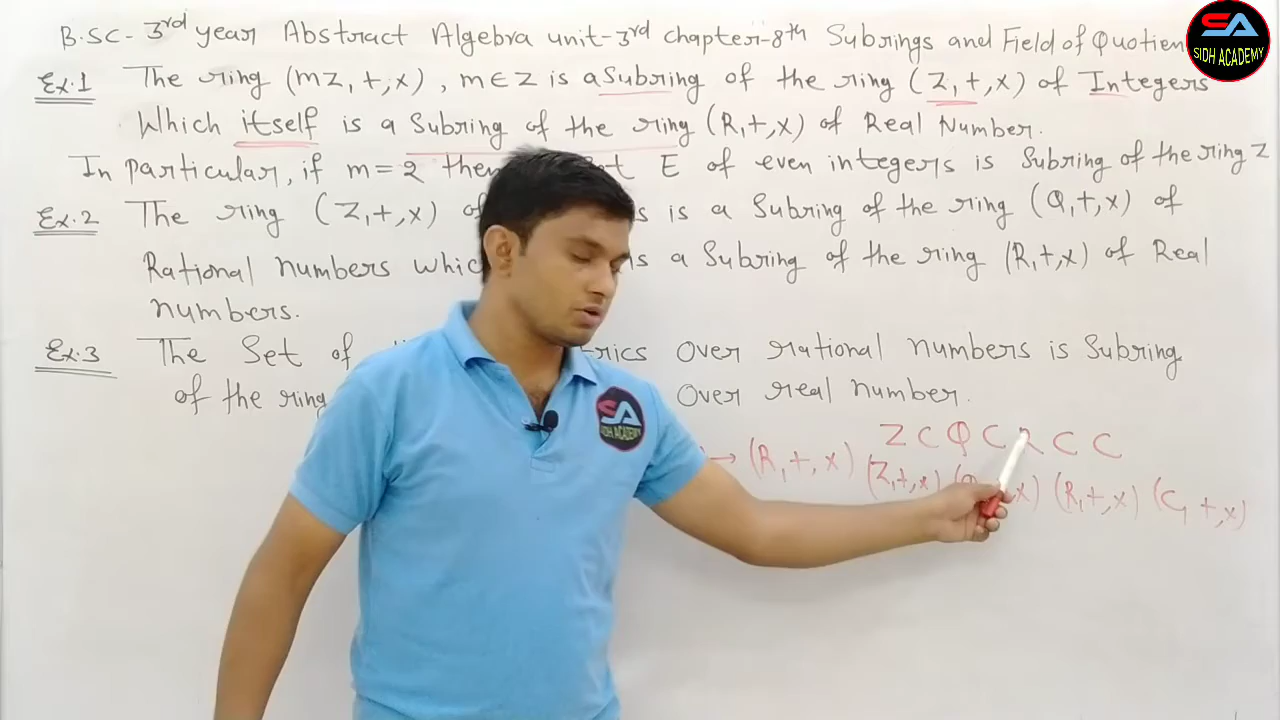 B.SC- 3rd year Abstract Algebra unit-3rd chapter-8th Subrings and Field of Quotien
SA
SIDH ACADEMY
Ex.1 The ring (mZ,+,x), m∈Z is a Subring of the ring (Z,+,x) of Integers
Which itself is a Subring of the ring (R,+,x) of Real Number.
In particular, if m=2 then E of even integers is Subring of the ring Z
Ex.2 The ring (Z,+,x) is a Subring of the ring (Q,+,x) of
Rational numbers a Subring of the ring (R,+,x) of Real
numbers.
Ex.3 The Set of over rational numbers is Subring
of the ring over real number.
Z ⊂ Q ⊂ R ⊂ C
→ (R,+,x) (Z,+,x) (R,+,x) (C,+,x)
SA
SIDH ACADEMY